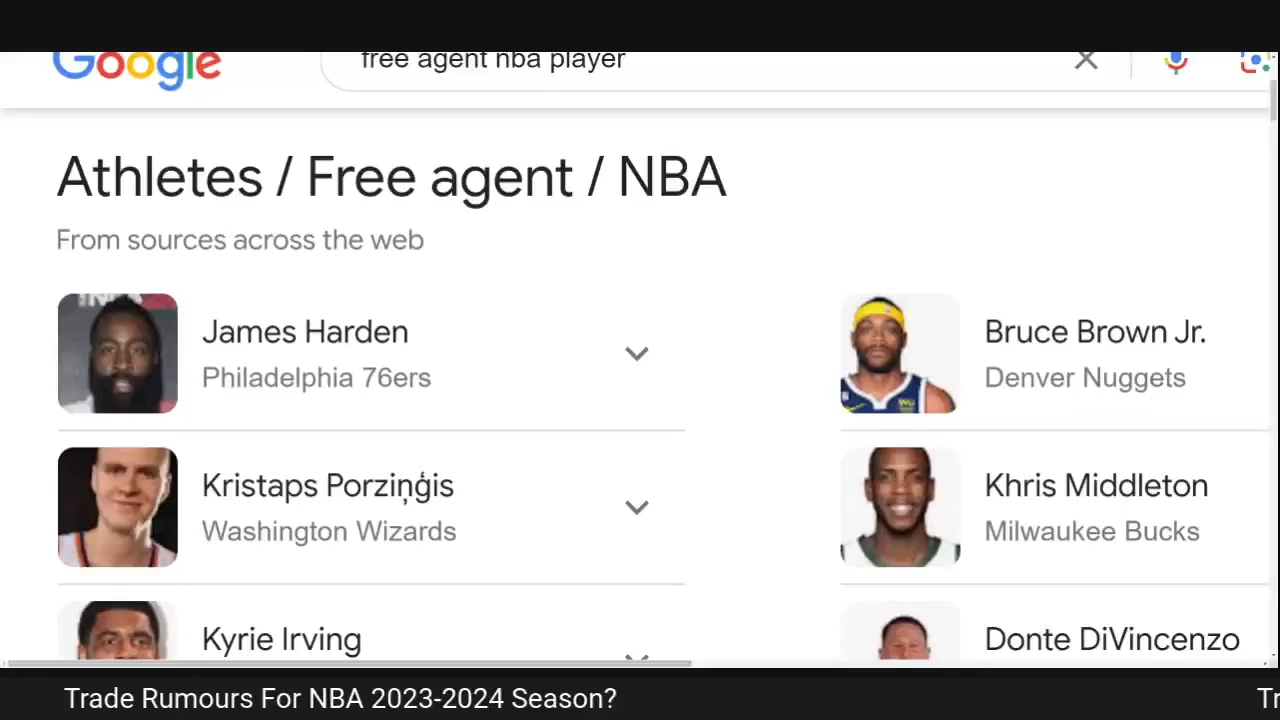 Google
free agent nba player
Athletes / Free agent / NBA
From sources across the web
James Harden
Philadelphia 76ers
Bruce Brown Jr.
Denver Nuggets
Kristaps Porziņģis
Washington Wizards
Khris Middleton
Milwaukee Bucks
Kyrie Irving
Donte DiVincenzo
Trade Rumours For NBA 2023-2024 Season?